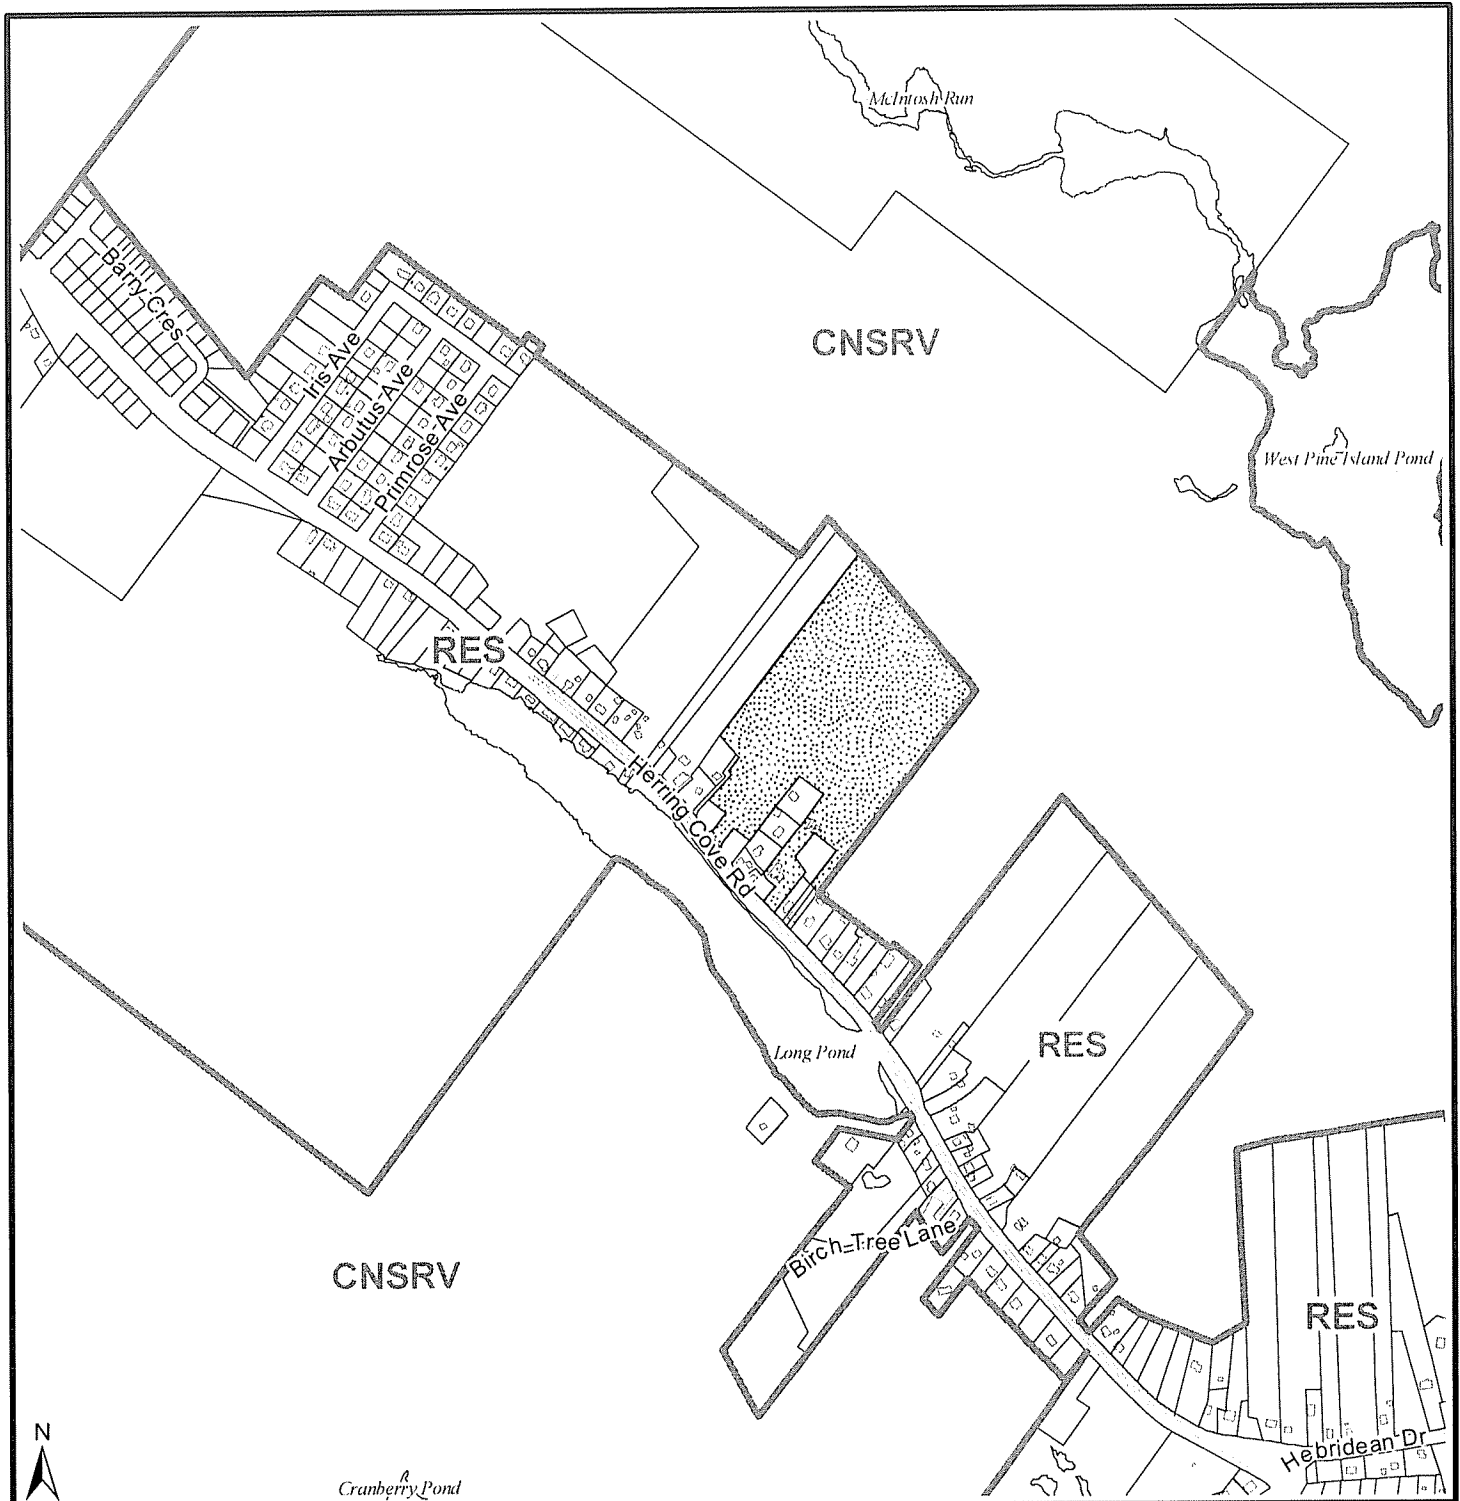 McIntosh Run
Barry Cres
CNSRV
Iris Ave
Arbutus Ave
Primrose Ave
West Pine Island Pond
RES
Herring Cove Rd
Long Pond
RES
Birch Tree Lane
CNSRV
RES
Hebridean Dr
N
Cranberry Pond